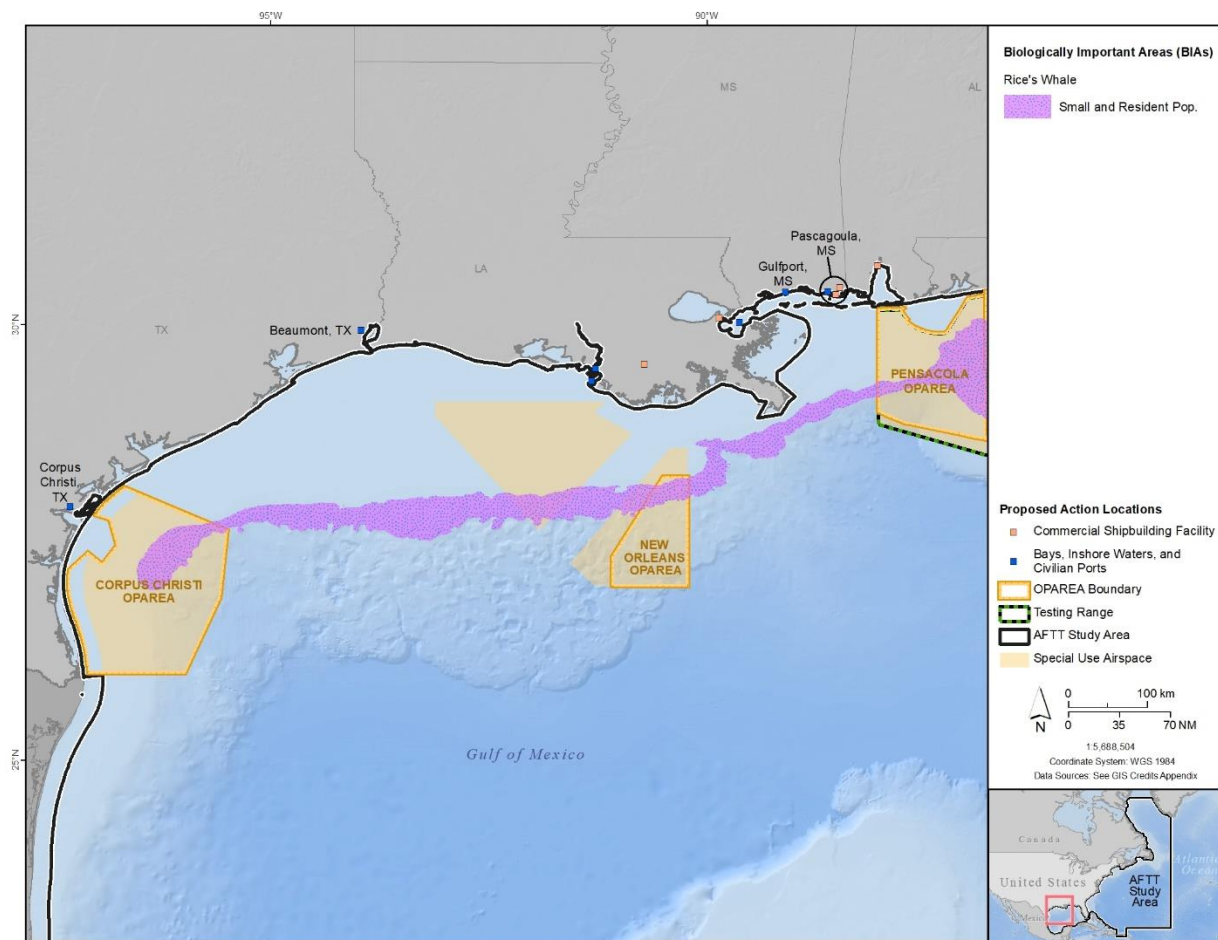 95°W
90°W
MS
AL
Pascagoula,
MS
Gulfport,
MS
LA
TX
30°N
Beaumont, TX
PENSACOLA
OPAREA
Corpus
Christi,
TX
NEW
ORLEANS
OPAREA
CORPUS CHRISTI
OPAREA
25°N
Gulf of Mexico
Biologically Important Areas (BIAs)
Rice's Whale
Small and Resident Pop.
Proposed Action Locations
Commercial Shipbuilding Facility
Bays, Inshore Waters, and
Civilian Ports
OPAREA Boundary
Testing Range
AFTT Study Area
Special Use Airspace
N
0 100 km
0 35 70 NM
1:5,688,504
Coordinate System: WGS 1984
Data Sources: See GIS Credits Appendix
Canada
United States
Mexico
Atlantic
Ocean
AFTT
Study
Area